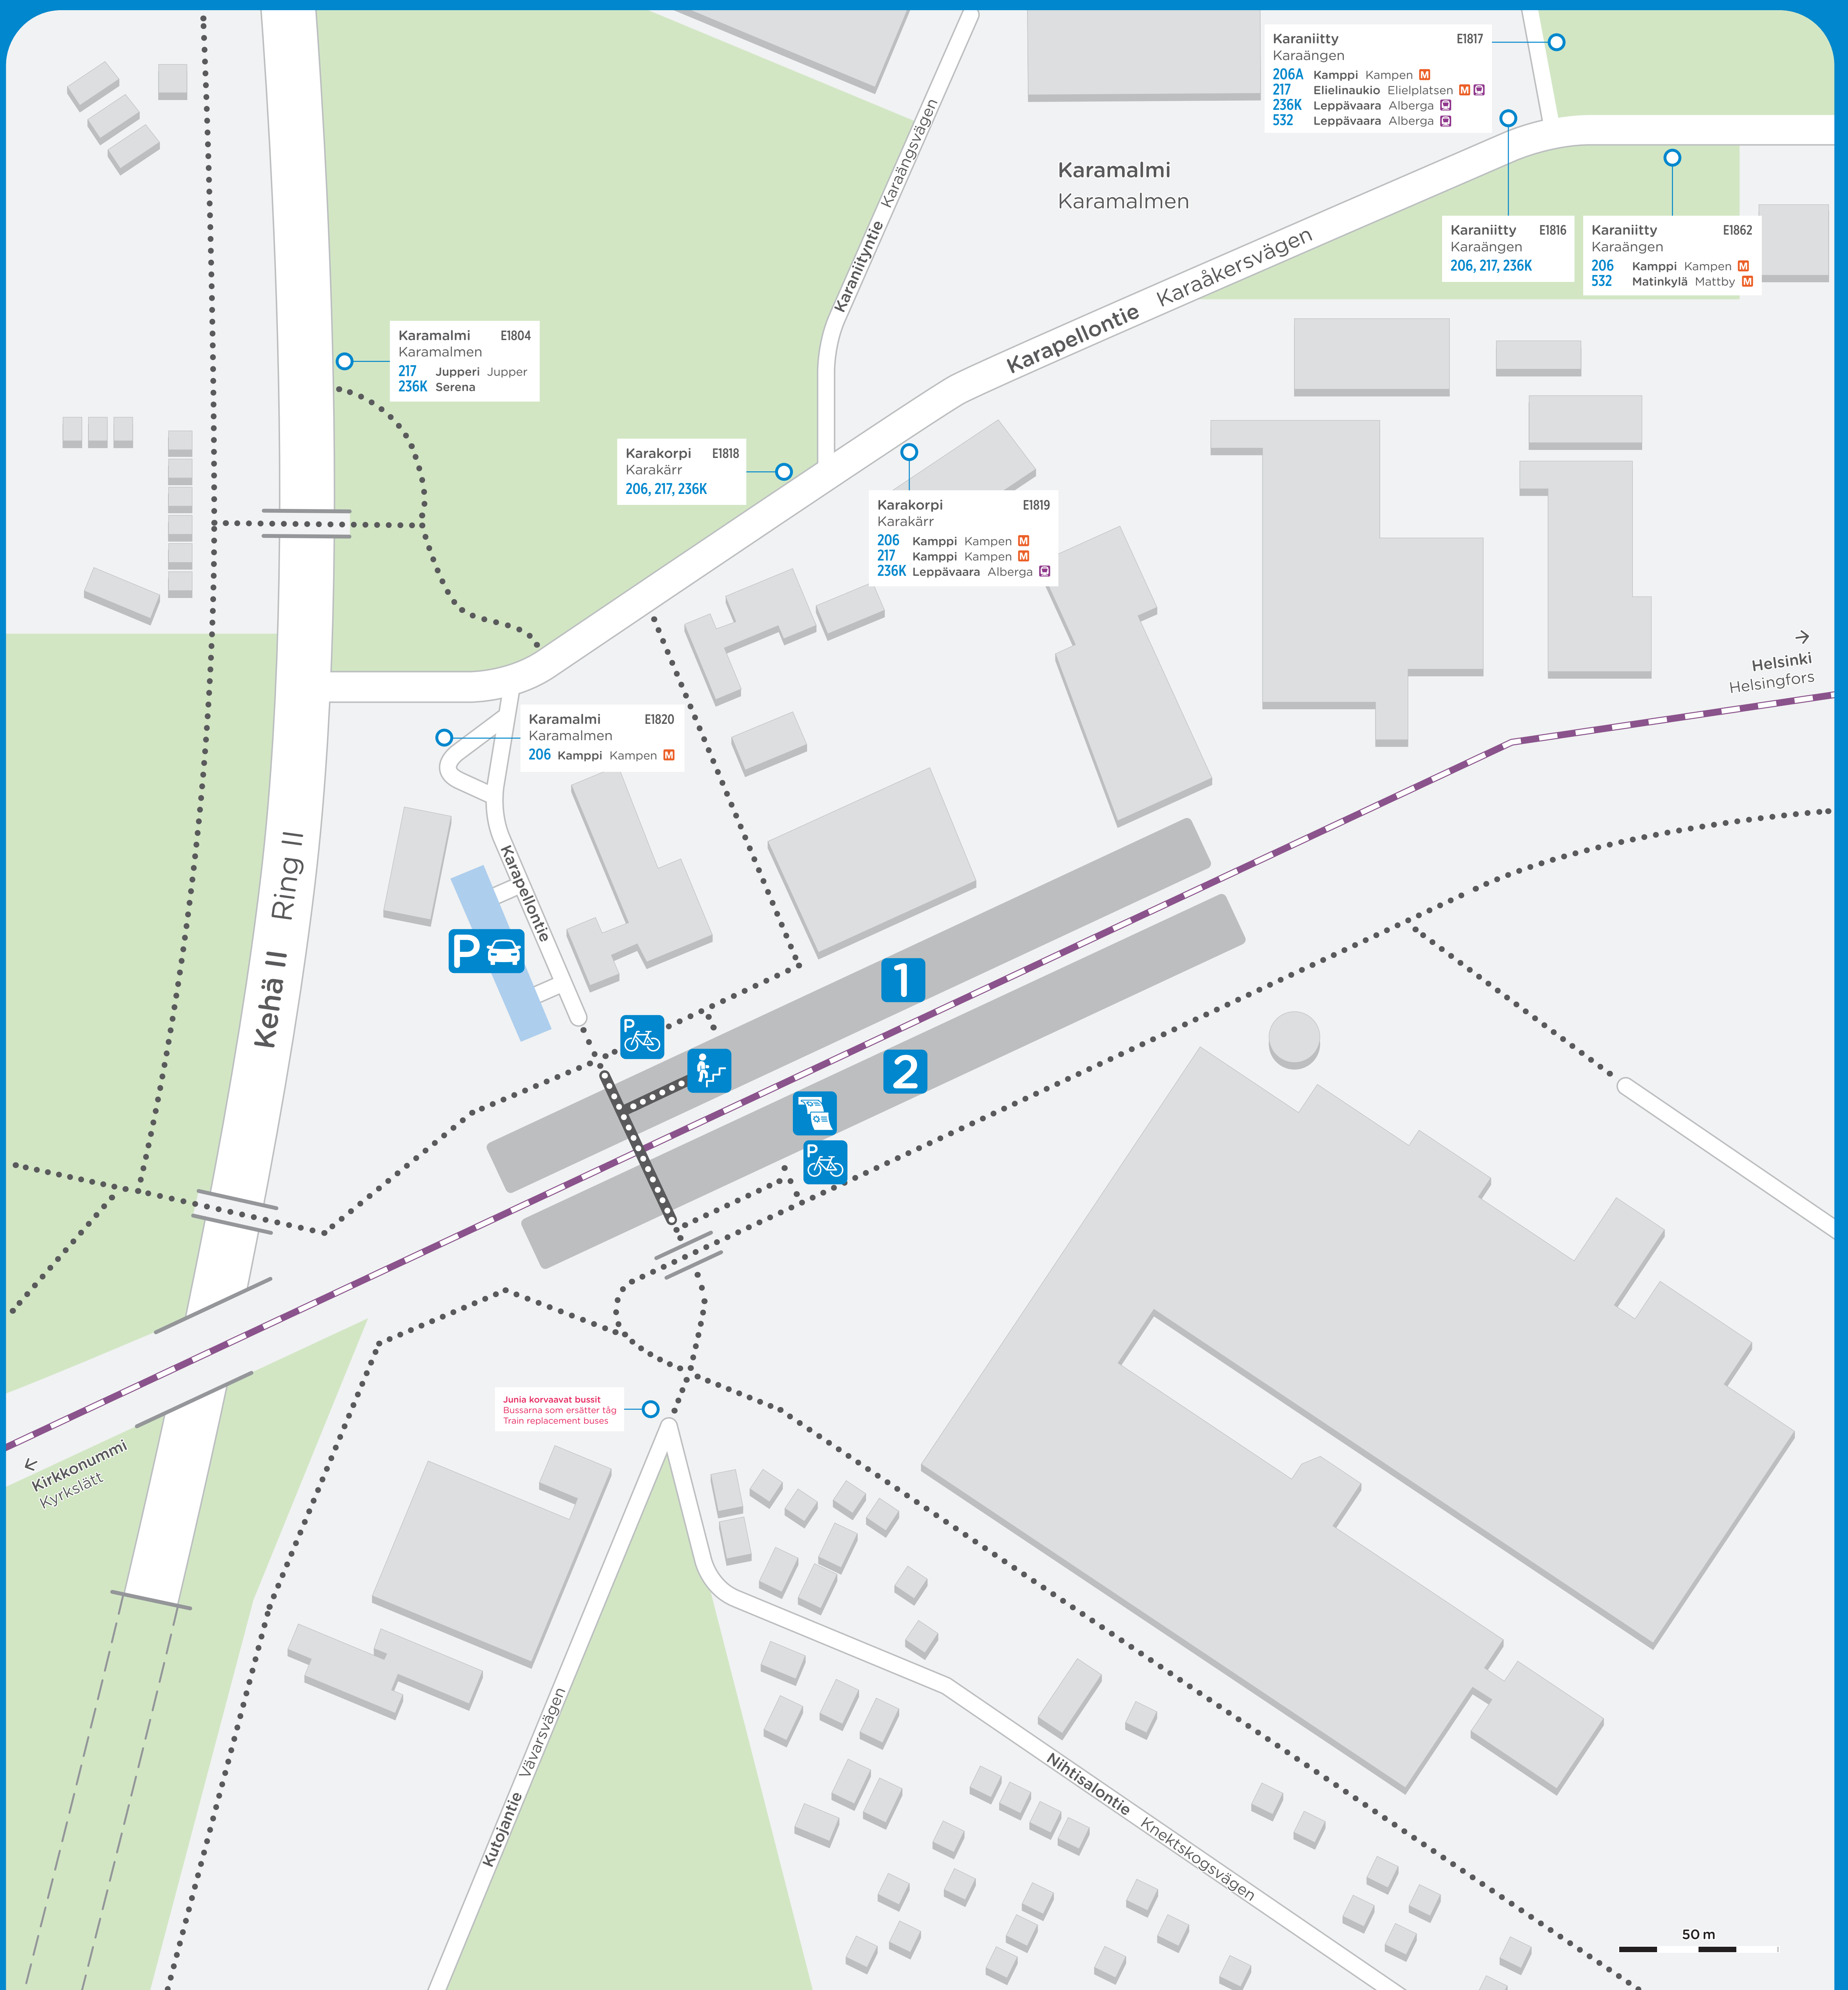 Karaniitty E1817
Karaängen
206A Kamppi Kampen M
217 Elielinaukio Elielplatsen M
236K Leppävaara Alberga
532 Leppävaara Alberga
Karaniityntie Karaängsvägen
Karamalmi
Karamalmen
Karaniitty E1816
Karaängen
206, 217, 236K
Karaniitty E1862
Karaängen
206 Kamppi Kampen M
532 Matinkylä Mattby M
Karapellontie Karaåkersvägen
Karamalmi E1804
Karamalmen
217 Jupperi Jupper
236K Serena
Karakorpi E1818
Karakärr
206, 217, 236K
Karakorpi E1819
Karakärr
206 Kamppi Kampen M
217 Kamppi Kampen M
236K Leppävaara Alberga
→
Helsinki
Helsingfors
Karamalmi E1820
Karamalmen
206 Kamppi Kampen M
Kehä II Ring II
Karapellontie
P
1
P
2
P
Junia korvaavat bussit
Bussarna som ersätter tåg
Train replacement buses
←
Kirkkonummi
Kyrkslätt
Kutojantie Vävarsvägen
Nihtisalontie Knektskogsvägen
50 m